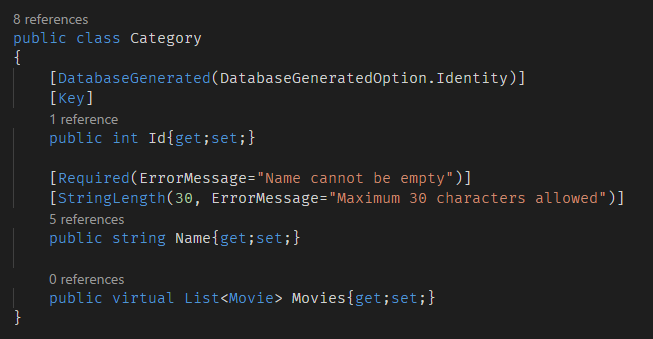 8 references
public class Category
{
[DatabaseGenerated(DatabaseGeneratedOption.Identity)]
[Key]
1 reference
public int Id{get;set;}
[Required(ErrorMessage="Name cannot be empty")]
[StringLength(30, ErrorMessage="Maximum 30 characters allowed")]
5 references
public string Name{get;set;}
0 references
public virtual List<Movie> Movies{get;set;}
}